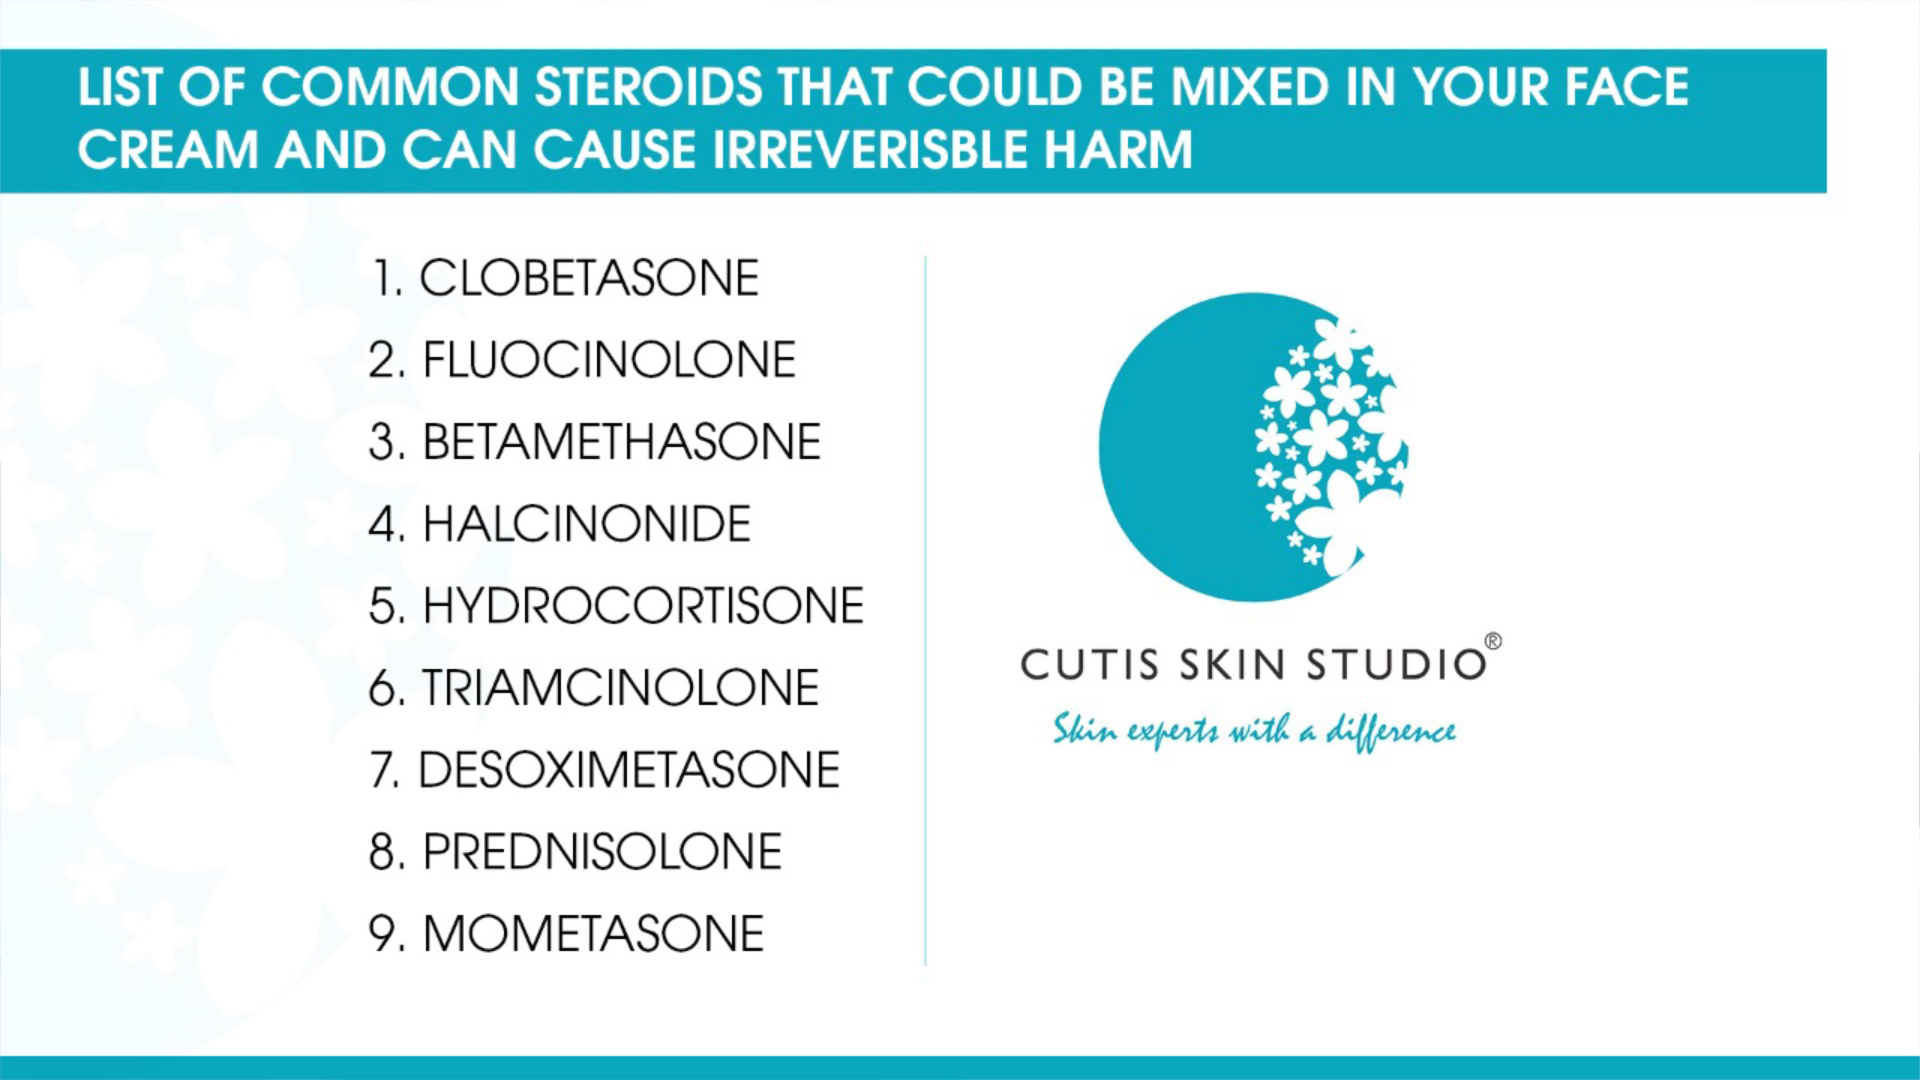 LIST OF COMMON STEROIDS THAT COULD BE MIXED IN YOUR FACE
CREAM AND CAN CAUSE IRREVERISBLE HARM
1. CLOBETASONE
2. FLUOCINOLONE
3. BETAMETHASONE
4. HALCINONIDE
5. HYDROCORTISONE
6. TRIAMCINOLONE
7. DESOXIMETASONE
8. PREDNISOLONE
9. MOMETASONE
CUTIS SKIN STUDIO®
Skin experts with a difference